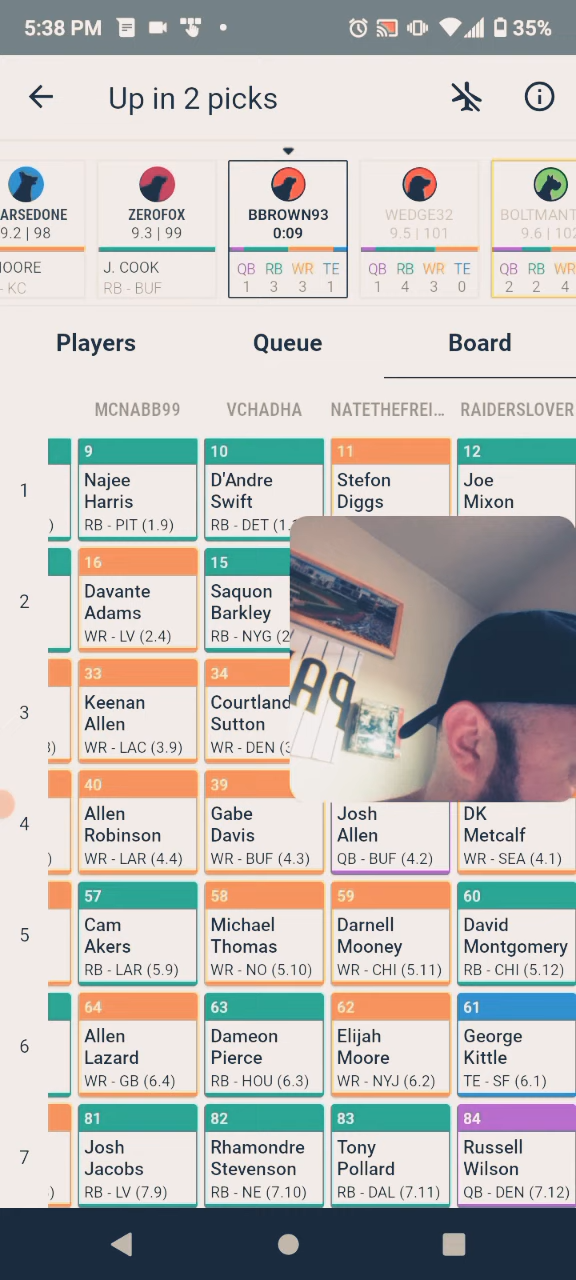 5:38 PM
35%
Up in 2 picks
ARSEDONE
ZEROFOX
BBROWN93
WEDGE32
BOLTMANT
9.2 | 98
9.3 | 99
0:09
9.5 | 101
9.6 | 102
OORE
J. COOK
QB RB WR TE
QB RB WR TE
QB RB WR
- KC
RB - BUF
1 3 3 1
1 4 3 0
2 2 4
Players
Queue
Board
MCNABB99
VCHADHA
NATETHEFREI...
RAIDERSLOVER
1
9
Najee
Harris
RB - PIT (1.9)
10
D'Andre
Swift
RB - DET (1.
11
Stefon
Diggs
12
Joe
Mixon
2
16
Davante
Adams
WR - LV (2.4)
15
Saquon
Barkley
RB - NYG (2
3
33
Keenan
Allen
WR - LAC (3.9)
34
Courtland
Sutton
WR - DEN (3
PA
4
40
Allen
Robinson
WR - LAR (4.4)
39
Gabe
Davis
WR - BUF (4.3)
Josh
Allen
QB - BUF (4.2)
DK
Metcalf
WR - SEA (4.1)
5
57
Cam
Akers
RB - LAR (5.9)
58
Michael
Thomas
WR - NO (5.10)
59
Darnell
Mooney
WR - CHI (5.11)
60
David
Montgomery
RB - CHI (5.12)
6
64
Allen
Lazard
WR - GB (6.4)
63
Dameon
Pierce
RB - HOU (6.3)
62
Elijah
Moore
WR - NYJ (6.2)
61
George
Kittle
TE - SF (6.1)
7
81
Josh
Jacobs
RB - LV (7.9)
82
Rhamondre
Stevenson
RB - NE (7.10)
83
Tony
Pollard
RB - DAL (7.11)
84
Russell
Wilson
QB - DEN (7.12)